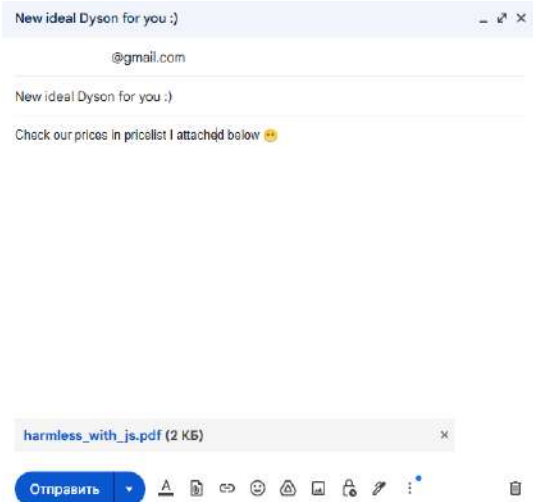 New ideal Dyson for you :)
@gmail.com
New ideal Dyson for you :)
Check our prices in pricelist I attached below 😬
harmless_with_js.pdf (2 КБ)
Отправить